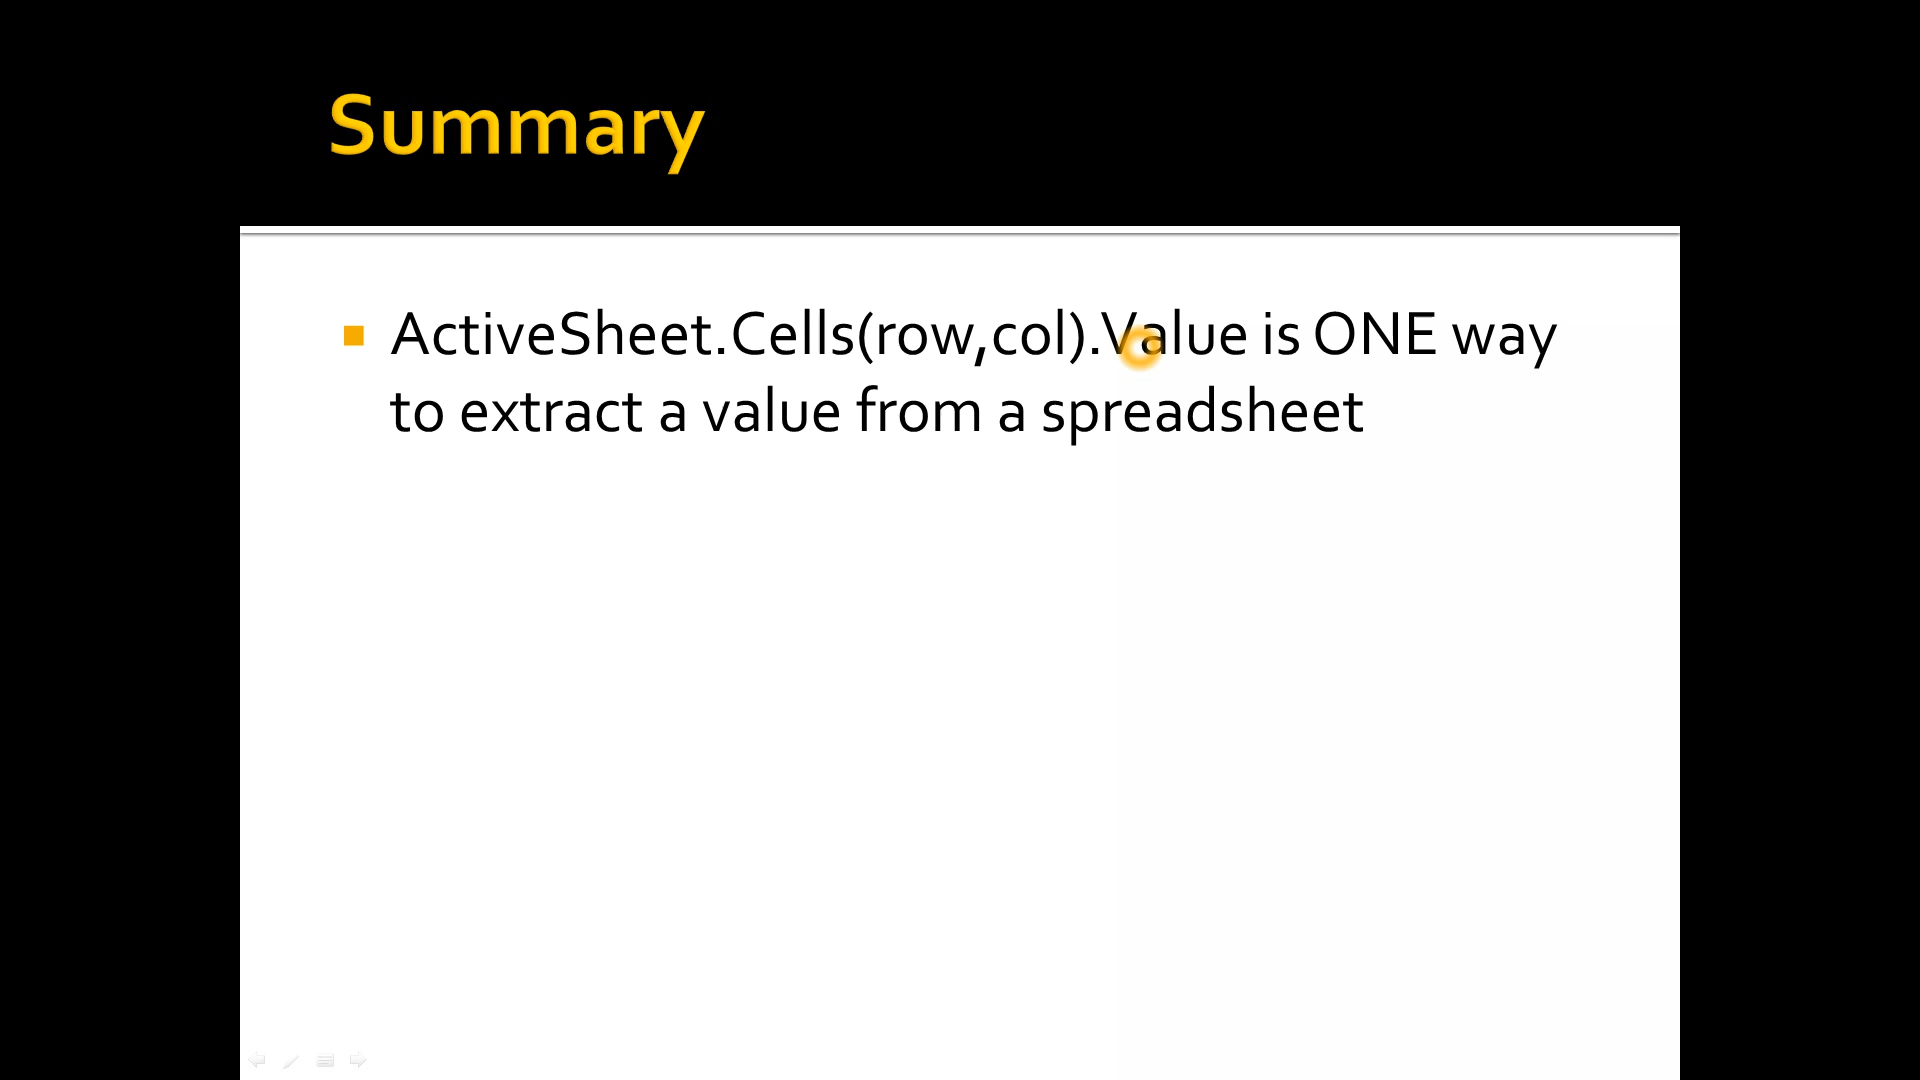 Summary
ActiveSheet.Cells(row,col).Value is ONE way
to extract a value from a spreadsheet